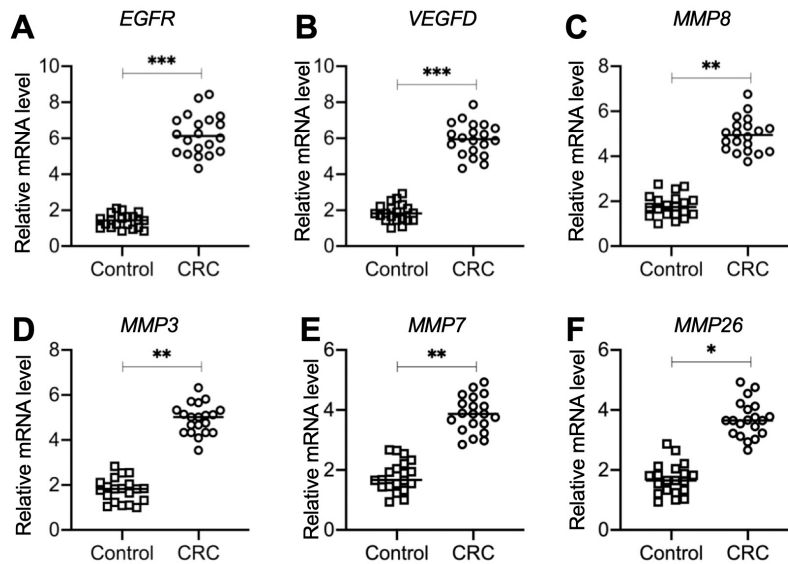 A
EGFR
Relative mRNA level
10
8
6
4
2
0
***
Control
CRC
B
VEGFD
Relative mRNA level
10
8
6
4
2
0
***
Control
CRC
C
MMP8
Relative mRNA level
8
6
4
2
0
**
Control
CRC
D
MMP3
Relative mRNA level
8
6
4
2
0
**
Control
CRC
E
MMP7
Relative mRNA level
6
4
2
0
**
Control
CRC
F
MMP26
Relative mRNA level
6
4
2
0
*
Control
CRC